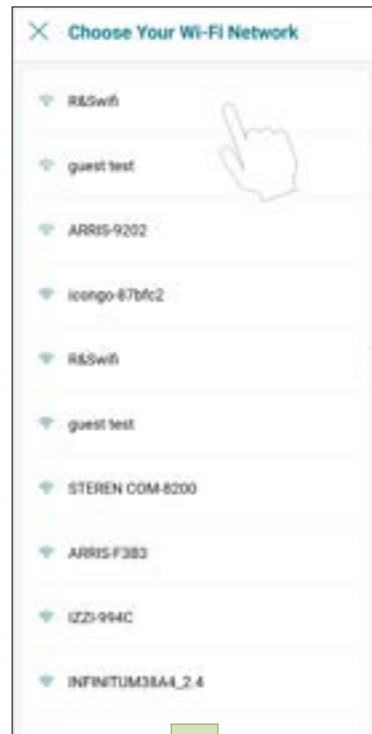 Choose Your Wi-Fi Network
R&Swifi
guest test
ARRIS-9202
icongo-87bfc2
R&Swifi
guest test
STEREN COM-8200
ARRIS-F3B3
IZZI-994C
INFINITUM38A4_2.4